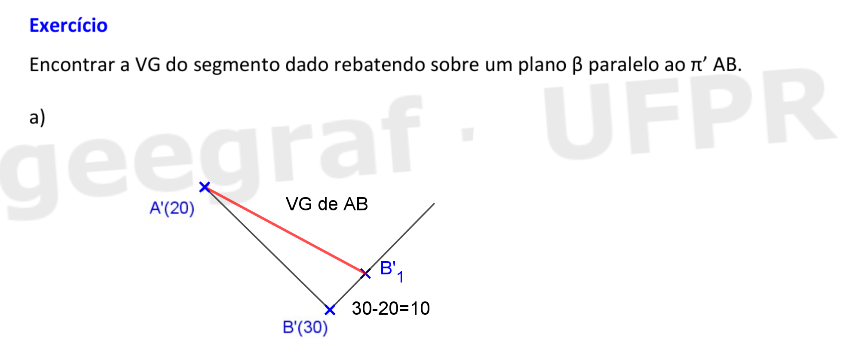 Exercício
Encontrar a VG do segmento dado rebatendo sobre um plano β paralelo ao π’ AB.
a)
geegraf · UFPR
A'(20)
VG de AB
B'1
30-20=10
B'(30)